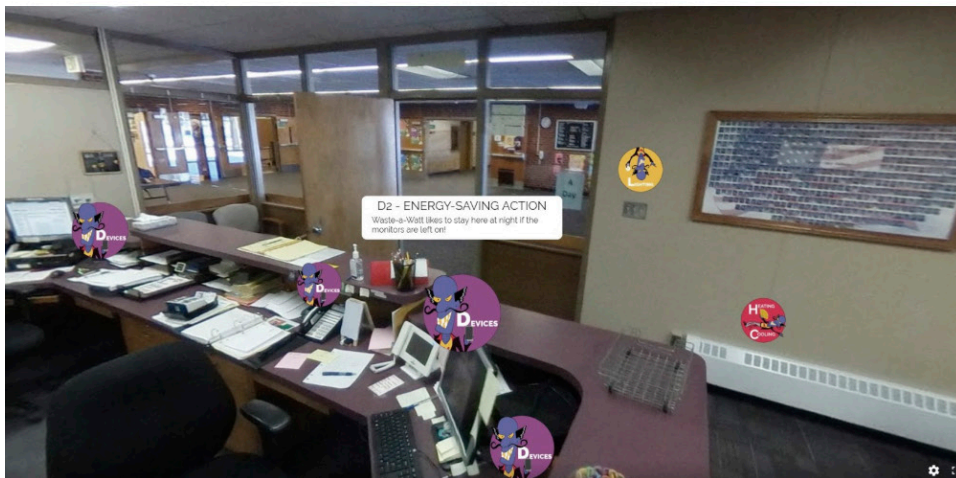 LIGHTING
D2 - ENERGY-SAVING ACTION
Waste-a-Watt likes to stay here at night if the
monitors are left on!
DEVICES
DEVICES
DEVICES
HEATING
COOLING
DEVICES